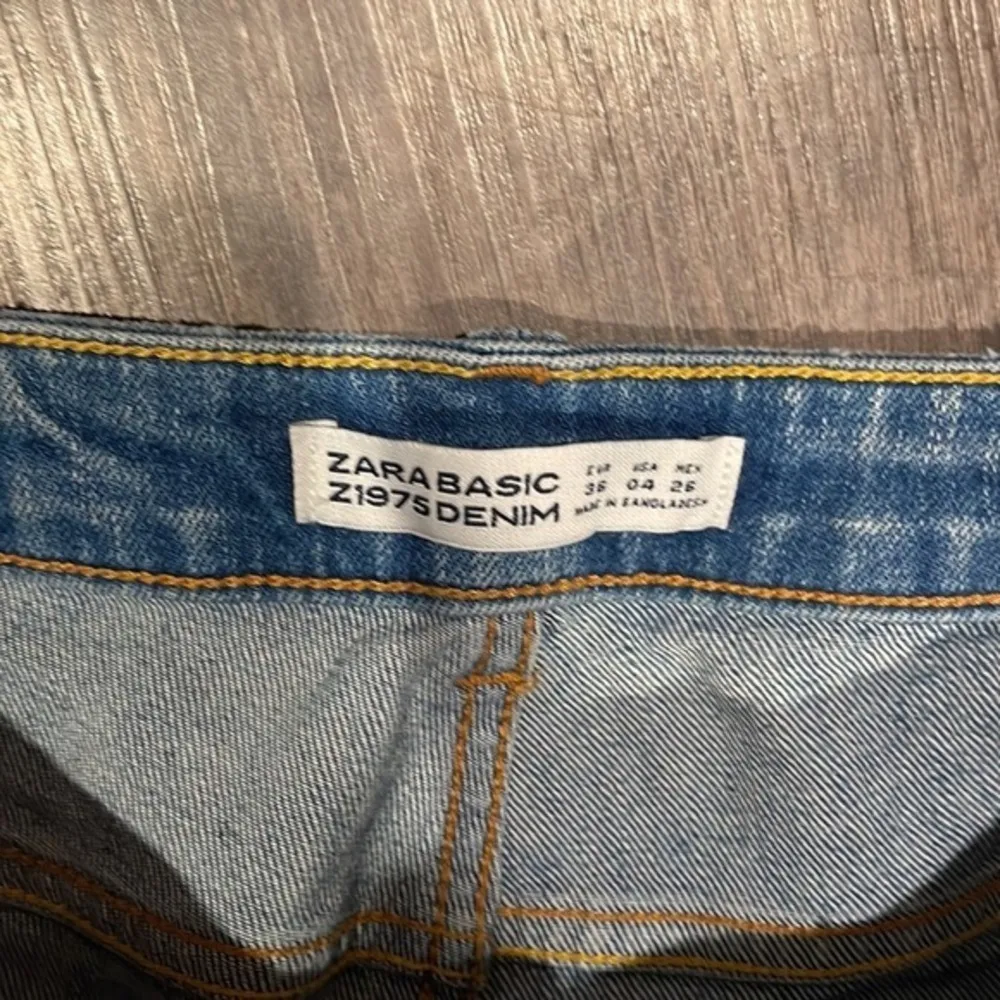 ZARABASIC
Z1975DENIM
EUR USA MEX
36 04 26
MADE IN BANGLADESH